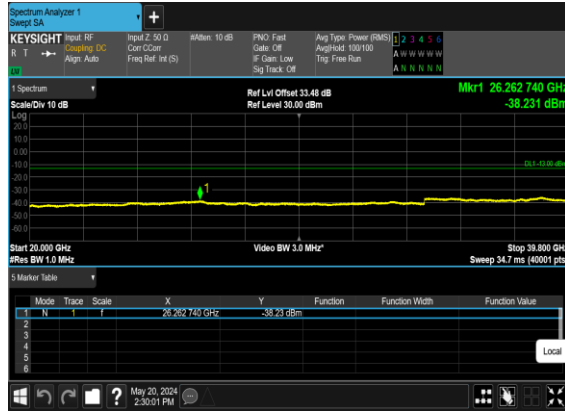 Spectrum Analyzer 1
Swept SA
+
KEYSIGHT Input: RF Input Z: 50 Ω #Atten: 10 dB PNO: Fast Avg Type: Power (RMS) 1 2 3 4 5 6
R T Coupling: DC Corr CCorr Gate: Off Avg|Hold: 100/100 A W W W W W
Align: Auto Freq Ref: Int (S) IF Gain: Low Trig: Free Run
Sig Track: Off A N N N N N
1 Spectrum Ref Lvl Offset 33.48 dB Mkr1 26.262 740 GHz
Scale/Div 10 dB Ref Level 30.00 dBm -38.231 dBm
Log
20.0
10.0
0.00
-10.0 DL1 -13.00 dBm
-20.0
-30.0 1
-40.0
-50.0
-60.0
Start 20.000 GHz Video BW 3.0 MHz* Stop 39.800 GHz
#Res BW 1.0 MHz Sweep 34.7 ms (40001 pts)
5 Marker Table
Mode Trace Scale X Y Function Function Width Function Value
1 N 1 f 26.262 740 GHz -38.23 dBm
2
3
4
5
6
Local
? May 20, 2024
2:30:01 PM